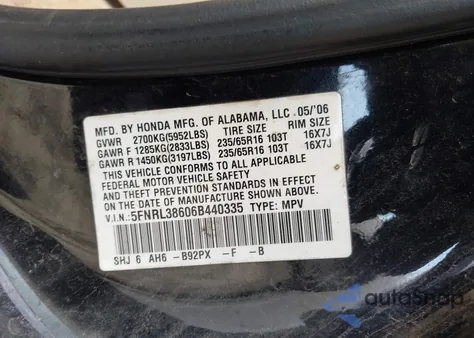 MFD. BY HONDA MFG. OF ALABAMA, LLC 05/'06
GVWR 2700KG(5952LBS) TIRE SIZE RIM SIZE
GAWR F 1285KG(2833LBS) 235/65R16 103T 16X7J
GAWR R 1450KG(3197LBS) 235/65R16 103T 16X7J
THIS VEHICLE CONFORMS TO ALL APPLICABLE
FEDERAL MOTOR VEHICLE SAFETY, BUMPER,
AND THEFT PREVENTION STANDARDS IN EFFECT
ON THE DATE OF MANUFACTURE SHOWN ABOVE.
V.I.N.: 5FNRL38606B440335 TYPE: MPV
SHJ 6 AH6 -B92PX -F -B
autoSnap